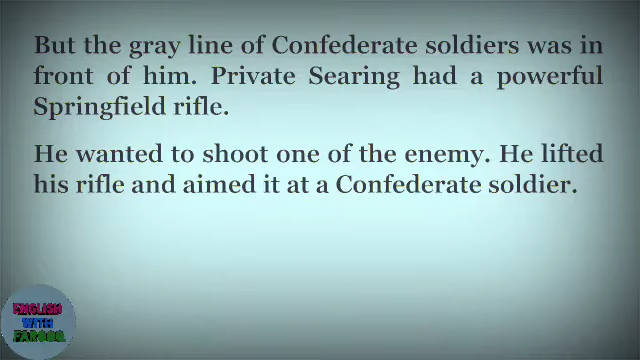 But the gray line of Confederate soldiers was in
front of him. Private Searing had a powerful
Springfield rifle.
He wanted to shoot one of the enemy. He lifted
his rifle and aimed it at a Confederate soldier.
ENGLISH
WITH
FAROOQ